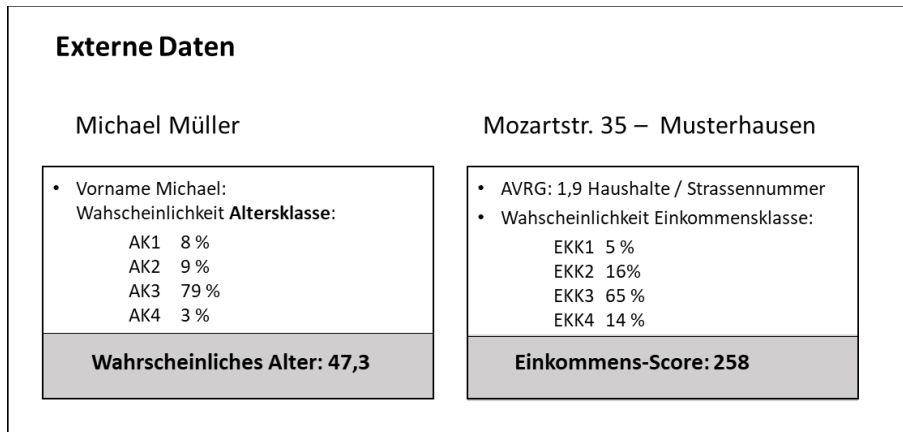 Externe Daten
Michael Müller
• Vorname Michael:
Wahscheinlichkeit Altersklasse:
AK1 8 %
AK2 9 %
AK3 79 %
AK4 3 %
Wahrscheinliches Alter: 47,3
Mozartstr. 35 – Musterhausen
• AVRG: 1,9 Haushalte / Strassennummer
• Wahscheinlichkeit Einkommensklasse:
EKK1 5 %
EKK2 16%
EKK3 65 %
EKK4 14 %
Einkommens-Score: 258